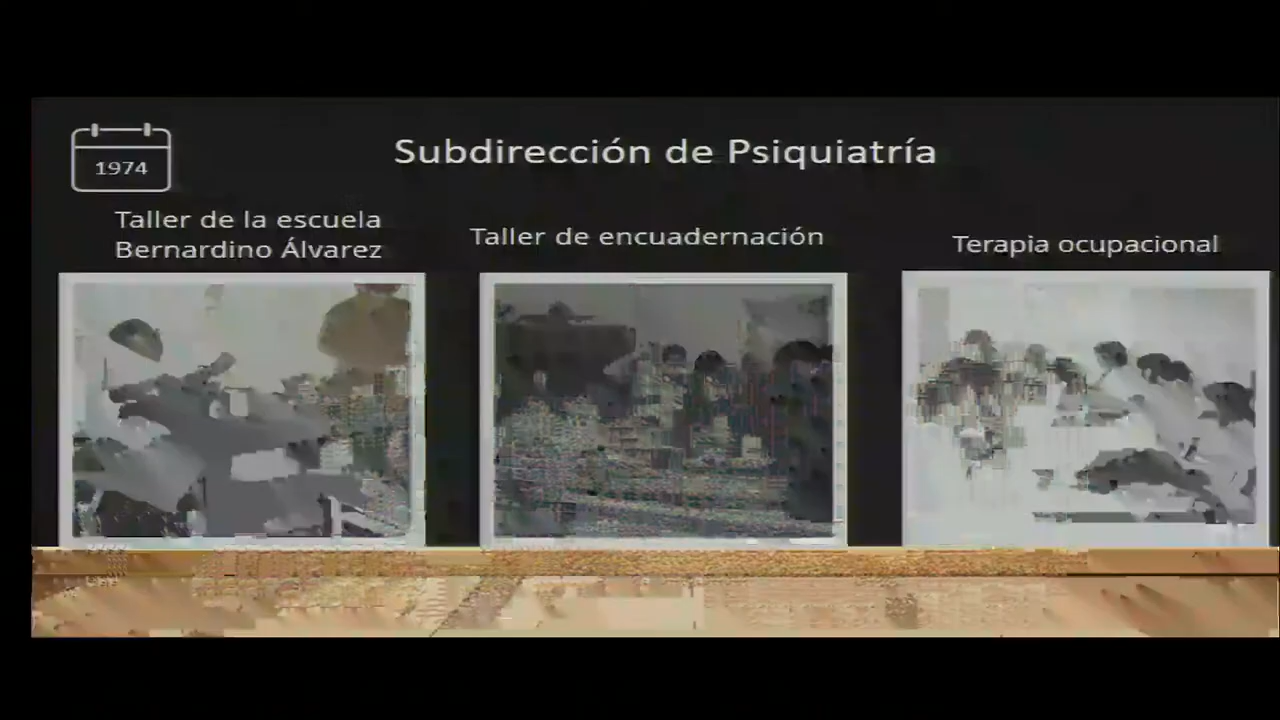 1974
Subdirección de Psiquiatría
Taller de la escuela
Bernardino Álvarez
Taller de encuadernación
Terapia ocupacional